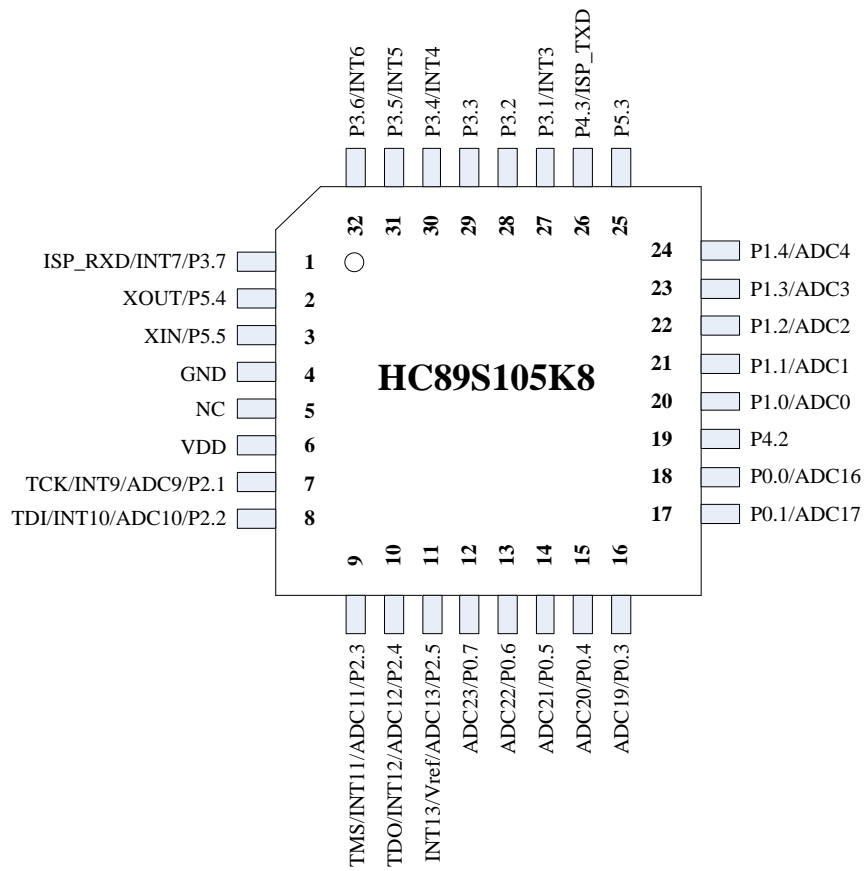 P3.6/INT6
P3.5/INT5
P3.4/INT4
P3.3
P3.2
P3.1/INT3
P4.3/ISP_TXD
P5.3
32
31
30
29
28
27
26
25
ISP_RXD/INT7/P3.7
1
XOUT/P5.4
2
XIN/P5.5
3
GND
4
NC
5
VDD
6
TCK/INT9/ADC9/P2.1
7
TDI/INT10/ADC10/P2.2
8
HC89S105K8
24
P1.4/ADC4
23
P1.3/ADC3
22
P1.2/ADC2
21
P1.1/ADC1
20
P1.0/ADC0
19
P4.2
18
P0.0/ADC16
17
P0.1/ADC17
9
10
11
12
13
14
15
16
TMS/INT11/ADC11/P2.3
TDO/INT12/ADC12/P2.4
INT13/Vref/ADC13/P2.5
ADC23/P0.7
ADC22/P0.6
ADC21/P0.5
ADC20/P0.4
ADC19/P0.3